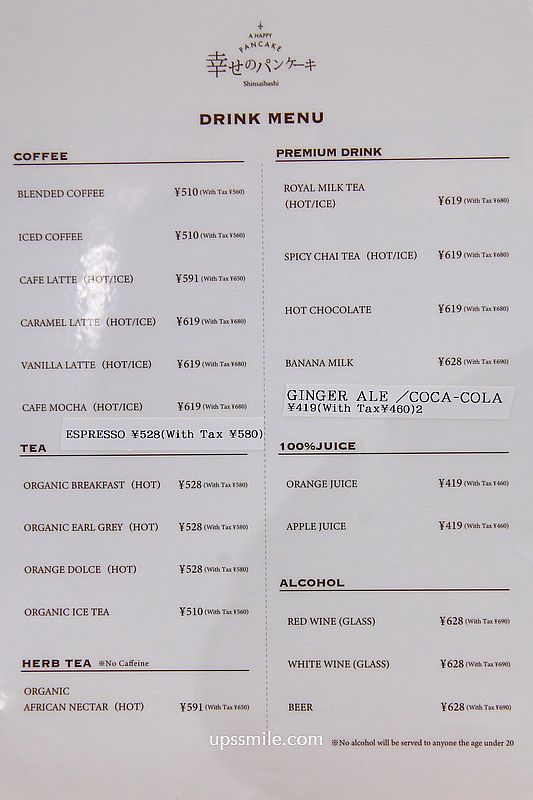 A HAPPY
PANCAKE
幸せのパンケーキ
Shinsaibashi
DRINK MENU
COFFEE
BLENDED COFFEE ¥510 (With Tax ¥560)
ICED COFFEE ¥510 (With Tax ¥560)
CAFE LATTE (HOT/ICE) ¥591 (With Tax ¥650)
CARAMEL LATTE (HOT/ICE) ¥619 (With Tax ¥680)
VANILLA LATTE (HOT/ICE) ¥619 (With Tax ¥680)
CAFE MOCHA (HOT/ICE) ¥619 (With Tax ¥680)
ESPRESSO ¥528(With Tax ¥580)
TEA
ORGANIC BREAKFAST (HOT) ¥528 (With Tax ¥580)
ORGANIC EARL GREY (HOT) ¥528 (With Tax ¥580)
ORANGE DOLCE (HOT) ¥528 (With Tax ¥580)
ORGANIC ICE TEA ¥510 (With Tax ¥560)
HERB TEA ※No Caffeine
ORGANIC
AFRICAN NECTAR (HOT) ¥591 (With Tax ¥650)
PREMIUM DRINK
ROYAL MILK TEA
(HOT/ICE) ¥619 (With Tax ¥680)
SPICY CHAI TEA (HOT/ICE) ¥619 (With Tax ¥680)
HOT CHOCOLATE ¥619 (With Tax ¥680)
BANANA MILK ¥628 (With Tax ¥690)
GINGER ALE ／COCA-COLA
¥419(With Tax¥460)2
100%JUICE
ORANGE JUICE ¥419 (With Tax ¥460)
APPLE JUICE ¥419 (With Tax ¥460)
ALCOHOL
RED WINE (GLASS) ¥628 (With Tax ¥690)
WHITE WINE (GLASS) ¥628 (With Tax ¥690)
BEER ¥628 (With Tax ¥690)
※No alcohol will be served to anyone the age under 20
upssmile.com